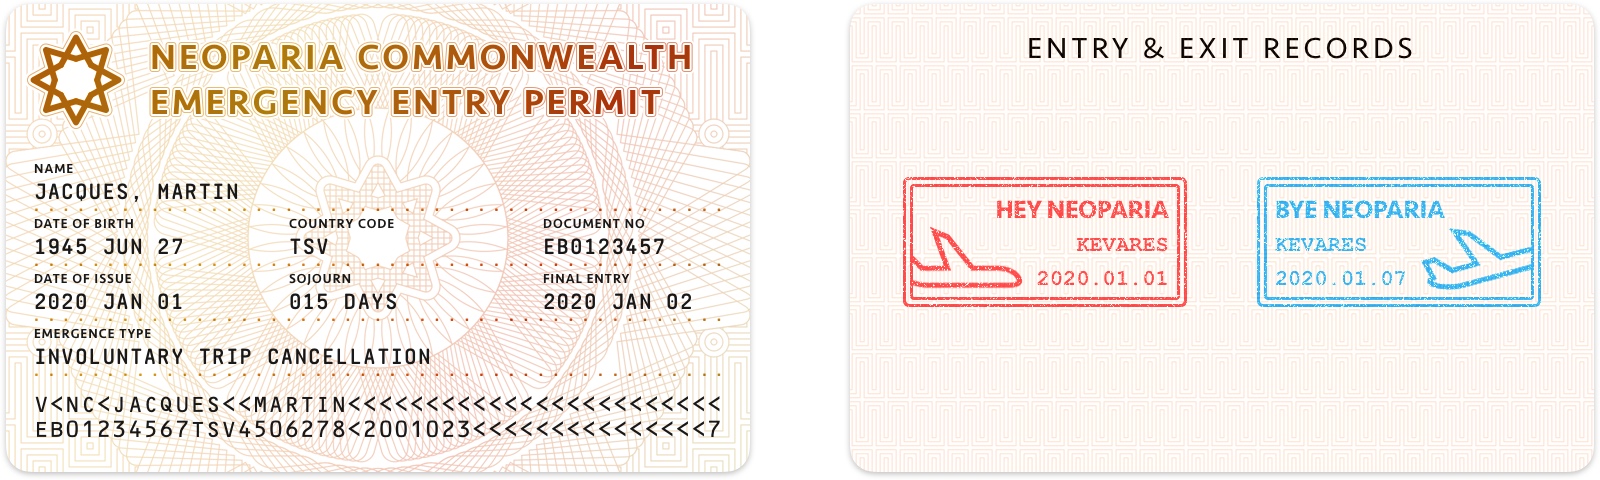 NEOPARIA COMMONWEALTH
EMERGENCY ENTRY PERMIT
NAME
JACQUES, MARTIN
DATE OF BIRTH COUNTRY CODE DOCUMENT NO
1945 JUN 27 TSV EB0123457
DATE OF ISSUE SOJOURN FINAL ENTRY
2020 JAN 01 015 DAYS 2020 JAN 02
EMERGENCE TYPE
INVOLUNTARY TRIP CANCELLATION
V<NC<JACQUES<<MARTIN<<<<<<<<<<<<<<<<<<<<<<<<
EB01234567TSV4506278<2001023<<<<<<<<<<<<<<<7
ENTRY & EXIT RECORDS
HEY NEOPARIA
KEVARES
2020.01.01
BYE NEOPARIA
KEVARES
2020.01.07